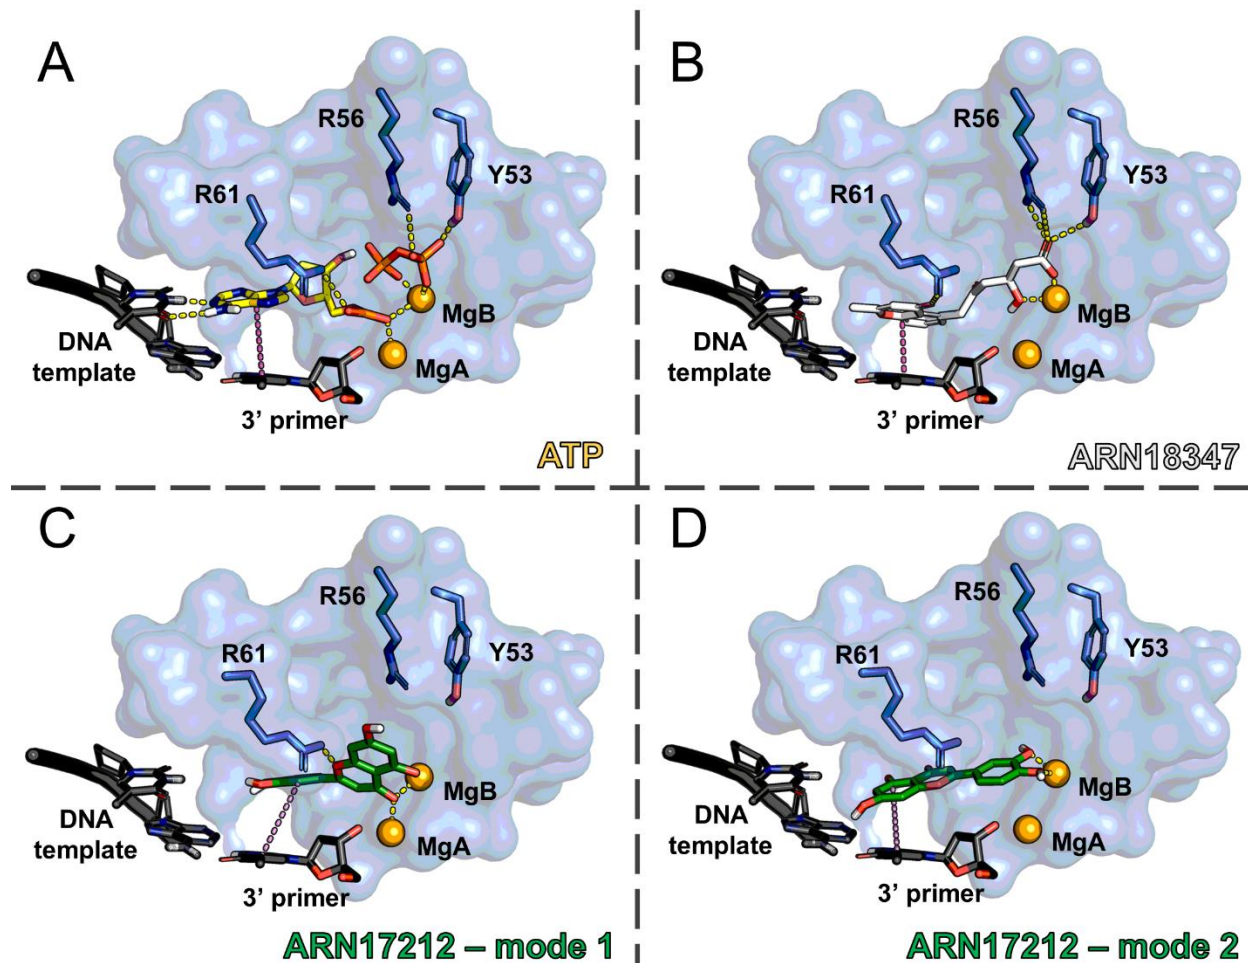 A
R56
Y53
R61
MgB
MgA
DNA
template
3' primer
ATP
B
R56
Y53
R61
MgB
MgA
DNA
template
3' primer
ARN18347
C
R56
Y53
R61
MgB
MgA
DNA
template
3' primer
ARN17212 – mode 1
D
R56
Y53
R61
MgB
MgA
DNA
template
3' primer
ARN17212 – mode 2